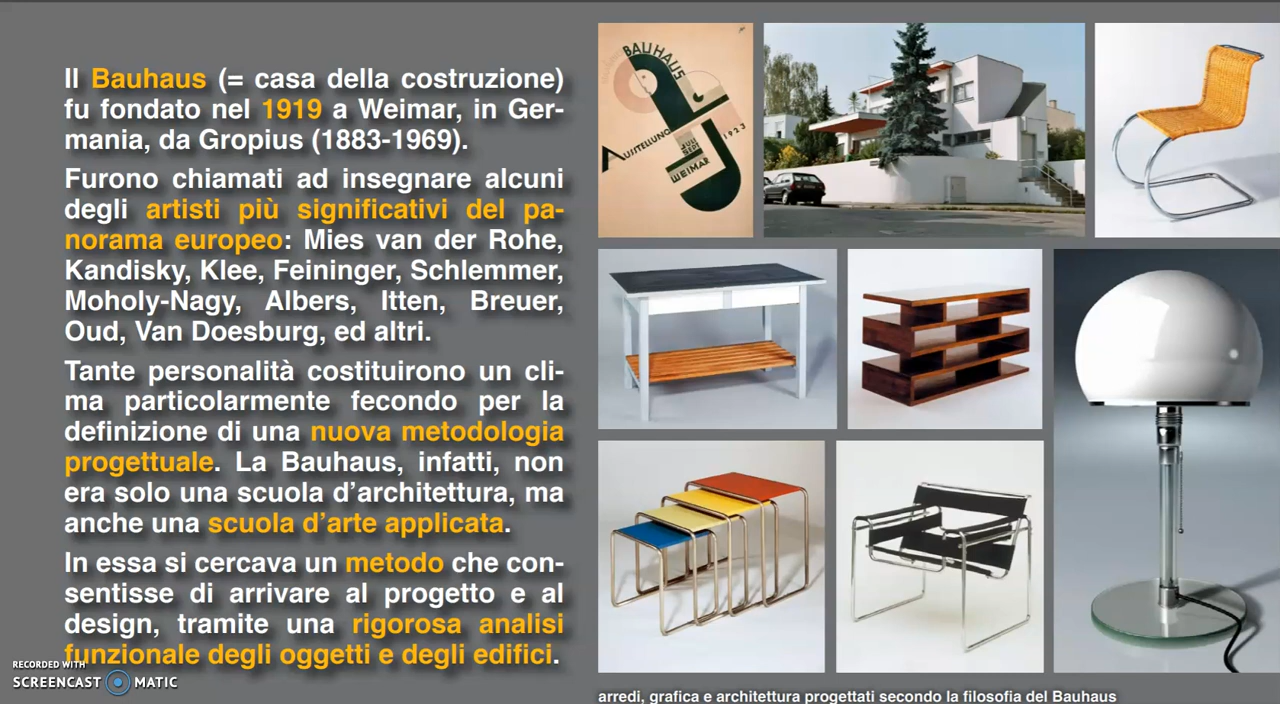 Il Bauhaus (= casa della costruzione)
fu fondato nel 1919 a Weimar, in Ger-
mania, da Gropius (1883-1969).
Furono chiamati ad insegnare alcuni
degli artisti più significativi del pa-
norama europeo: Mies van der Rohe,
Kandisky, Klee, Feininger, Schlemmer,
Moholy-Nagy, Albers, Itten, Breuer,
Oud, Van Doesburg, ed altri.
Tante personalità costituirono un cli-
ma particolarmente fecondo per la
definizione di una nuova metodologia
progettuale. La Bauhaus, infatti, non
era solo una scuola d'architettura, ma
anche una scuola d'arte applicata.
In essa si cercava un metodo che con-
sentisse di arrivare al progetto e al
design, tramite una rigorosa analisi
funzionale degli oggetti e degli edifici.
RECORDED WITH
SCREENCAST MATIC
BAUHAUS
AUSSTELLUNG
JULI
SEPT
1923
WEIMAR
arredi, grafica e architettura progettati secondo la filosofia del Bauhaus